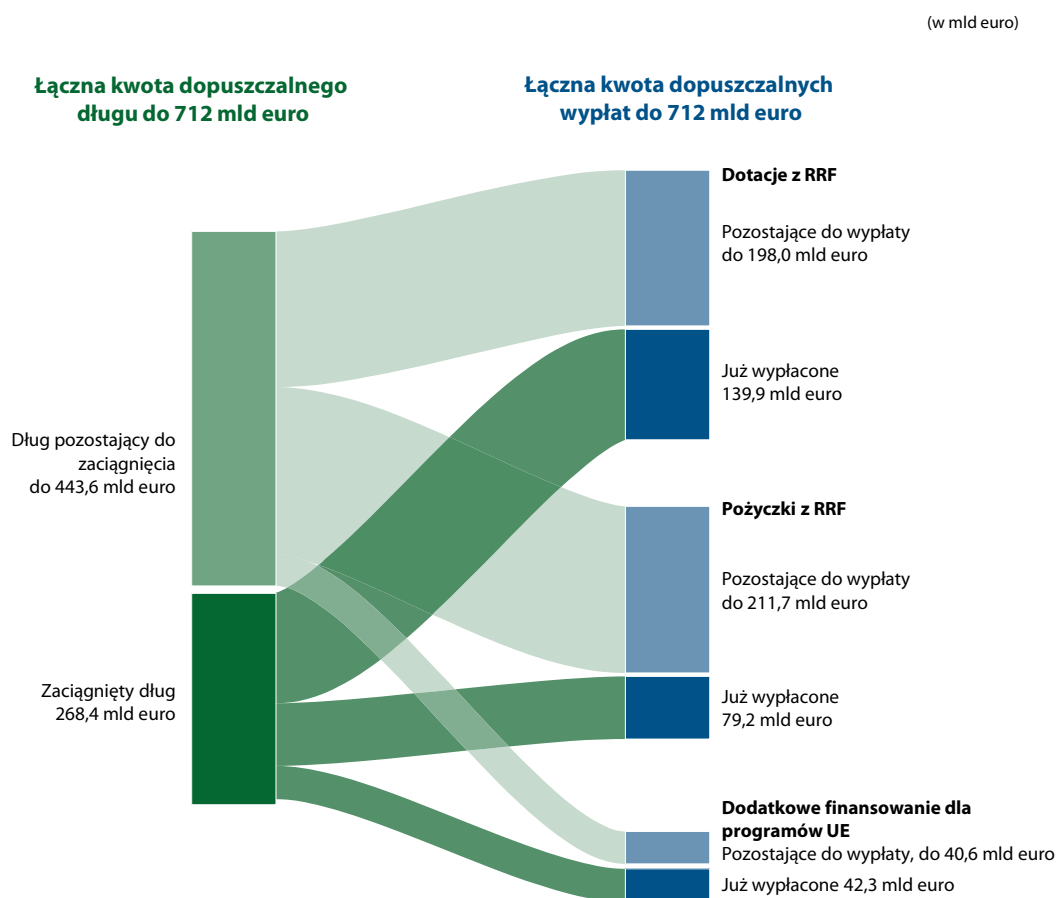 (w mld euro)
Łączna kwota dopuszczalnego
długu do 712 mld euro
Łączna kwota dopuszczalnych
wypłat do 712 mld euro
Dług pozostający do
zaciągnięcia
do 443,6 mld euro
Zaciągnięty dług
268,4 mld euro
Dotacje z RRF
Pozostające do wypłaty
do 198,0 mld euro
Już wypłacone
139,9 mld euro
Pożyczki z RRF
Pozostające do wypłaty
do 211,7 mld euro
Już wypłacone
79,2 mld euro
Dodatkowe finansowanie dla
programów UE
Pozostające do wypłaty, do 40,6 mld euro
Już wypłacone 42,3 mld euro